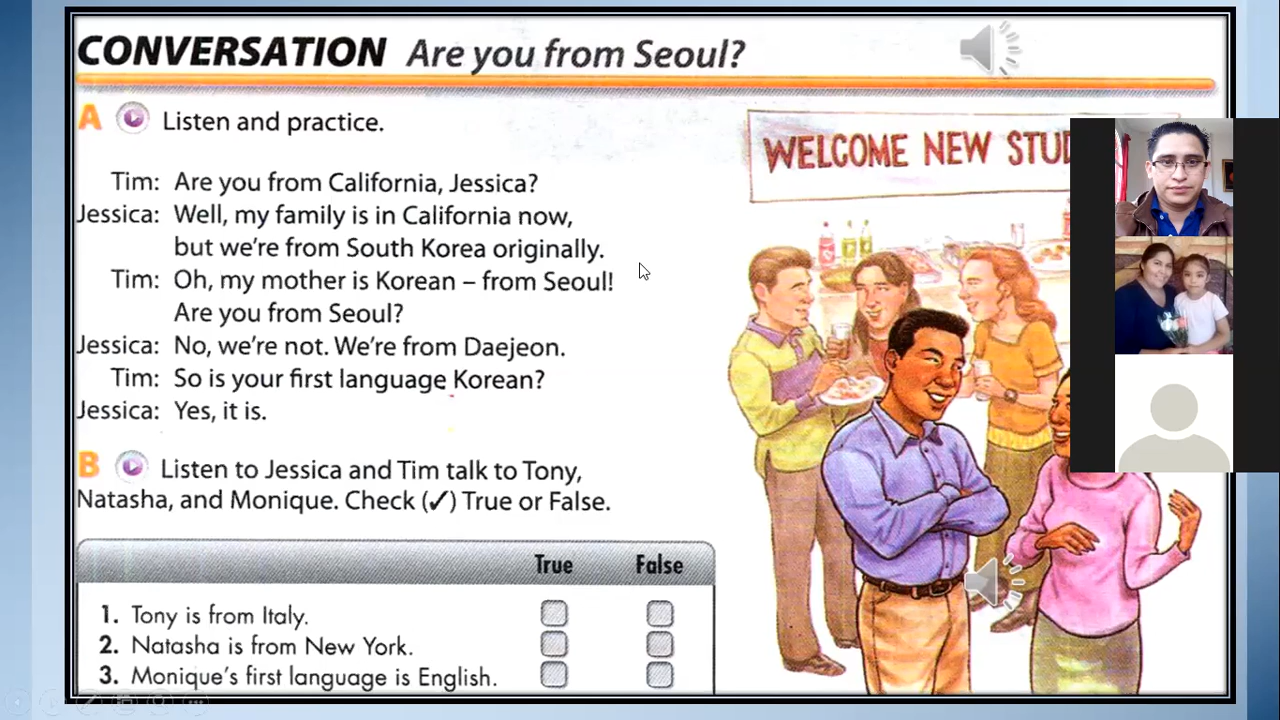 CONVERSATION Are you from Seoul?
A Listen and practice.
WELCOME NEW
Tim: Are you from California, Jessica?
Jessica: Well, my family is in California now,
but we're from South Korea originally.
Tim: Oh, my mother is Korean – from Seoul!
Are you from Seoul?
Jessica: No, we're not. We're from Daejeon.
Tim: So is your first language Korean?
Jessica: Yes, it is.
B Listen to Jessica and Tim talk to Tony,
Natasha, and Monique. Check (✓) True or False.
True False
1. Tony is from Italy.
2. Natasha is from New York.
3. Monique's first language is English.